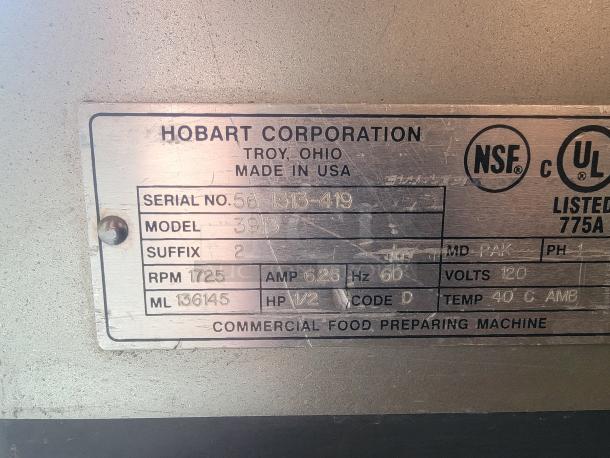 HOBART CORPORATION
TROY, OHIO
MADE IN USA
NSF®
C UL
LISTED
775A
SERIAL NO. 56 1313-419
MODEL
SUFFIX 2
MD PAK PH 1
RPM 1725 AMP 6.25 Hz 60 VOLTS 120
ML 136145 HP 1/2 CODE D TEMP 40 C AMB
COMMERCIAL FOOD PREPARING MACHINE